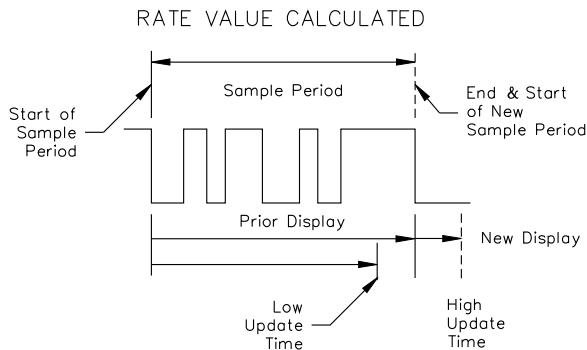 RATE VALUE CALCULATED
Sample Period
Start of
Sample
Period
End & Start
of New
Sample Period
Prior Display
New Display
Low
Update
Time
High
Update
Time